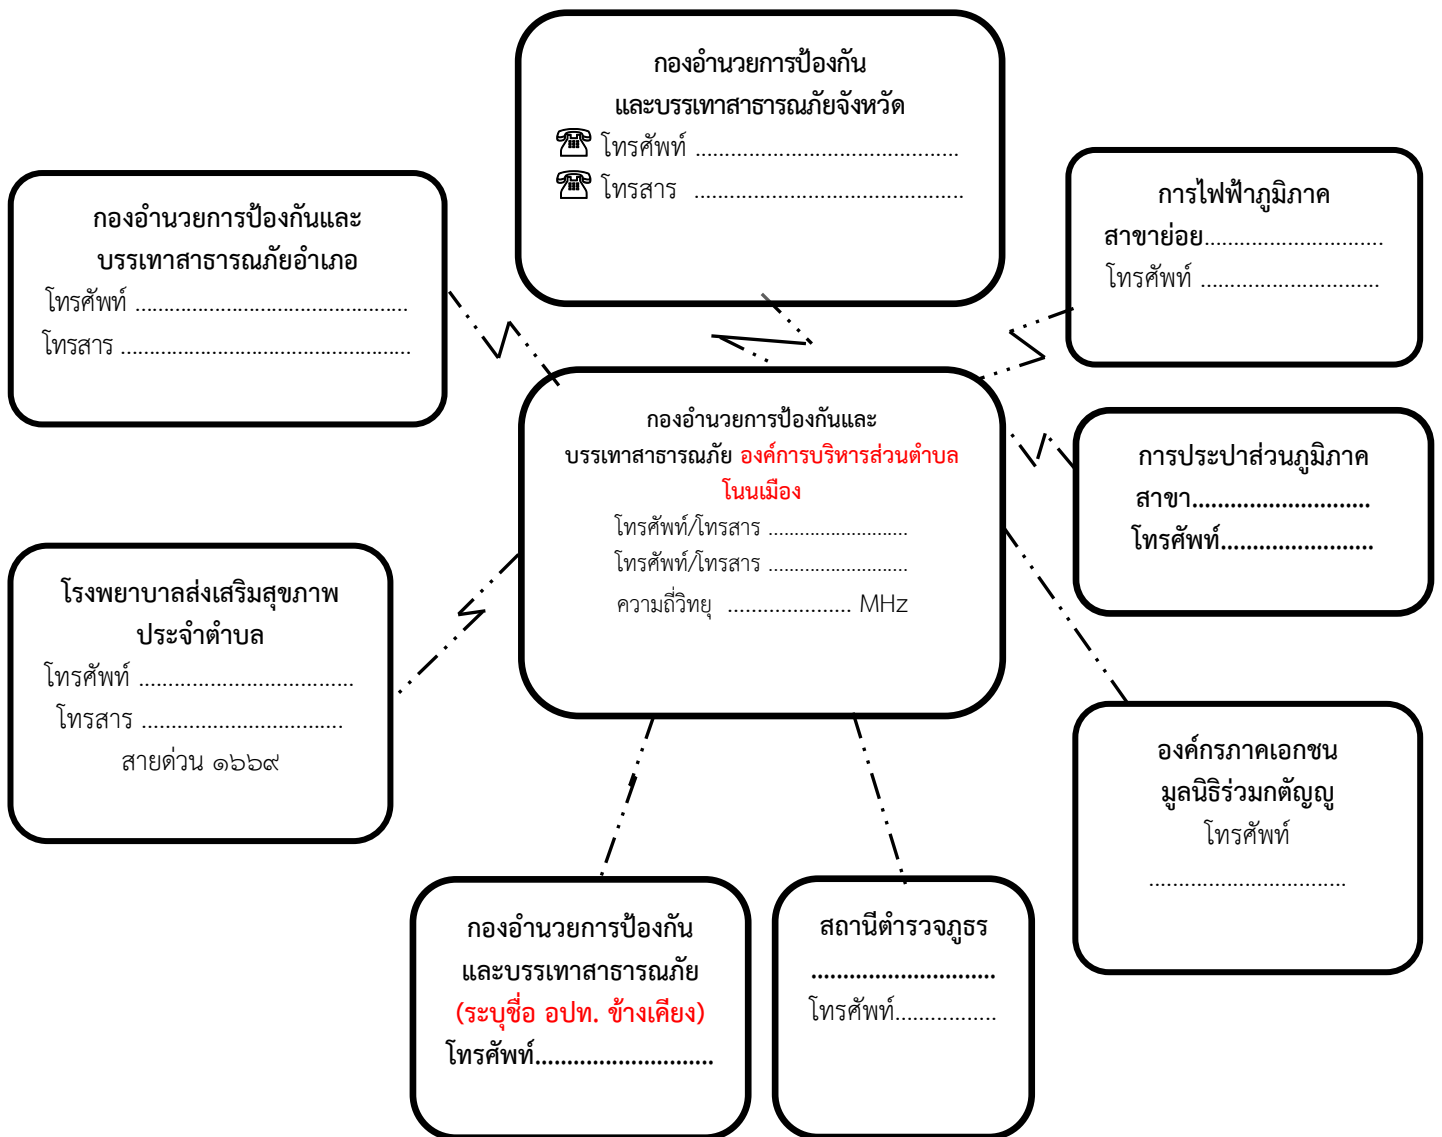 กองอำนวยการป้องกัน
และบรรเทาสาธารณภัยจังหวัด
โทรศัพท์ .............................................
โทรสาร ..............................................
กองอำนวยการป้องกันและ
บรรเทาสาธารณภัยอำเภอ
โทรศัพท์ ...............................................
โทรสาร ..................................................
การไฟฟ้าภูมิภาค
สาขาย่อย..............................
โทรศัพท์ ..............................
กองอำนวยการป้องกันและ
บรรเทาสาธารณภัย องค์การบริหารส่วนตำบล
โนนเมือง
โทรศัพท์/โทรสาร ............................
โทรศัพท์/โทรสาร ............................
ความถี่วิทยุ ..................... MHz
การประปาส่วนภูมิภาค
สาขา............................
โทรศัพท์........................
โรงพยาบาลส่งเสริมสุขภาพ
ประจำตำบล
โทรศัพท์ ....................................
โทรสาร ..................................
สายด่วน ๑๖๖๙
องค์กรภาคเอกชน
มูลนิธิร่วมกตัญญู
โทรศัพท์
.................................
กองอำนวยการป้องกัน
และบรรเทาสาธารณภัย
(ระบุชื่อ อปท. ข้างเคียง)
โทรศัพท์............................
สถานีตำรวจภูธร
.............................
โทรศัพท์.................